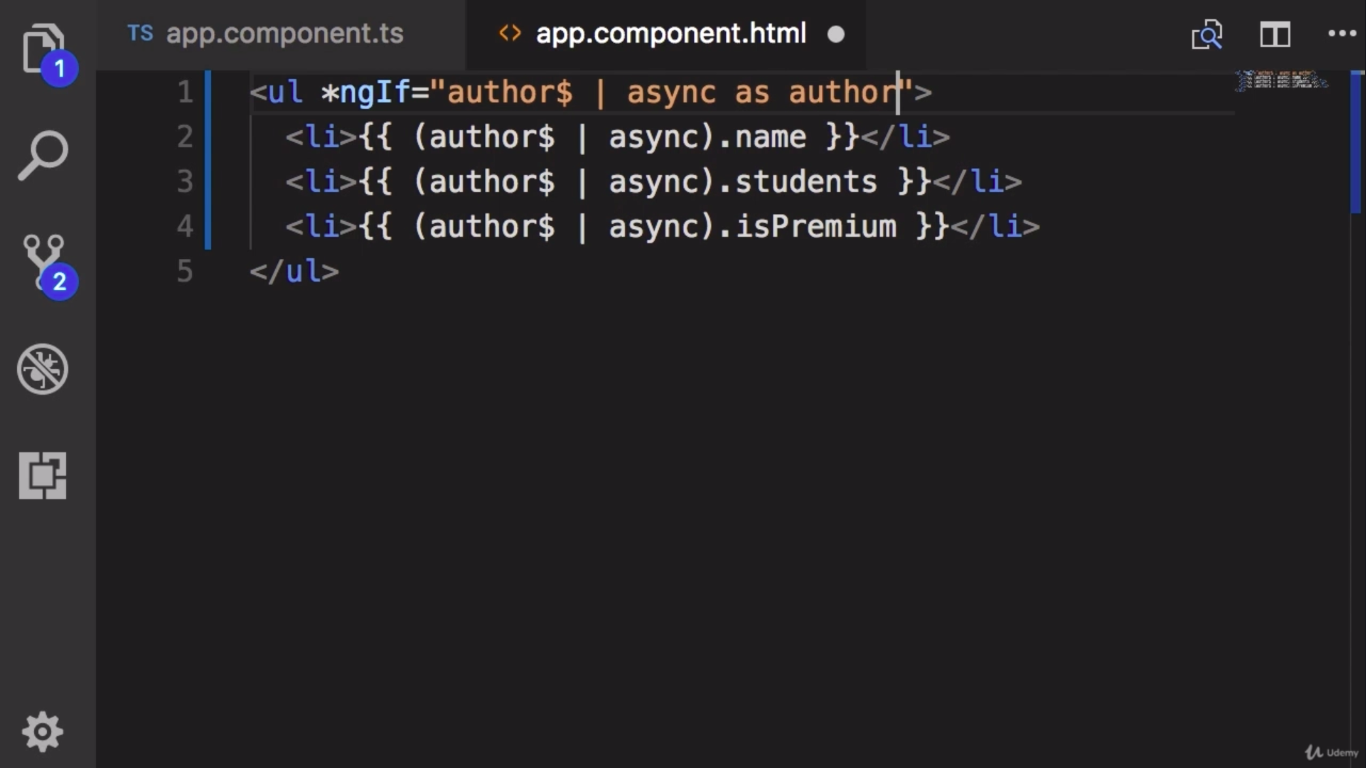 TS app.component.ts <> app.component.html
1
1 <ul *ngIf="author$ | async as author">
2 <li>{{ (author$ | async).name }}</li>
3 <li>{{ (author$ | async).students }}</li>
4 <li>{{ (author$ | async).isPremium }}</li>
2
5 </ul>
Udemy